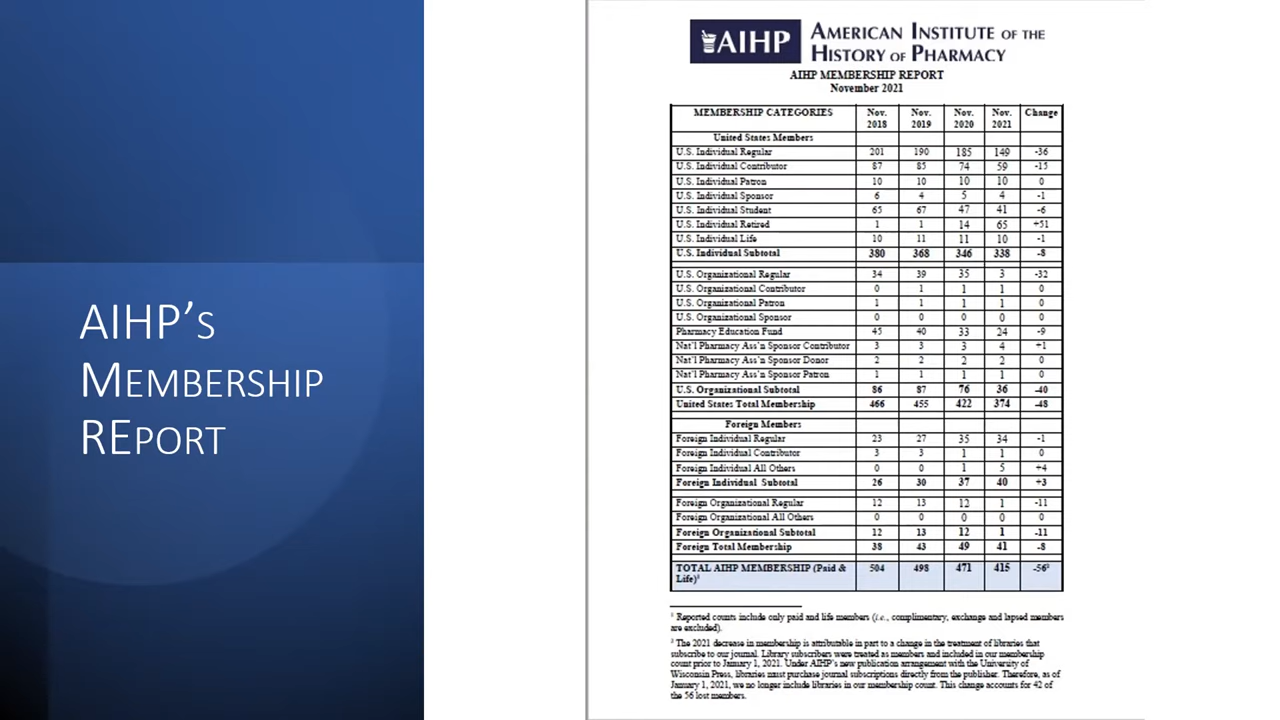 AIHP’s
Membership
REport
AIHP American Institute of the
History of Pharmacy
AIHP MEMBERSHIP REPORT
November 2021
MEMBERSHIP CATEGORIES Nov. 2018 Nov. 2019 Nov. 2020 Nov. 2021 Change
United States Members
U.S. Individual Regular 201 190 185 149 -36
U.S. Individual Contributor 87 85 74 59 -15
U.S. Individual Patron 10 10 10 10 0
U.S. Individual Sponsor 6 4 5 4 -1
U.S. Individual Student 65 67 47 41 -6
U.S. Individual Retired 1 1 14 65 +51
U.S. Individual Life 10 11 11 10 -1
U.S. Individual Subtotal 380 368 346 338 -8
U.S. Organizational Regular 34 39 35 3 -32
U.S. Organizational Contributor 0 1 1 1 0
U.S. Organizational Patron 1 1 1 1 0
U.S. Organizational Sponsor 0 0 0 0 0
Pharmacy Education Fund 45 40 33 24 -9
Nat’l Pharmacy Ass’n Sponsor Contributor 3 3 3 4 +1
Nat’l Pharmacy Ass’n Sponsor Donor 2 2 2 2 0
Nat’l Pharmacy Ass’n Sponsor Patron 1 1 1 1 0
U.S. Organizational Subtotal 86 87 76 36 -40
United States Total Membership 466 455 422 374 -48
Foreign Members
Foreign Individual Regular 23 27 35 34 -1
Foreign Individual Contributor 3 3 1 1 0
Foreign Individual All Others 0 0 1 5 +4
Foreign Individual Subtotal 26 30 37 40 +3
Foreign Organizational Regular 12 13 12 1 -11
Foreign Organizational All Others 0 0 0 0 0
Foreign Organizational Subtotal 12 13 12 1 -11
Foreign Total Membership 38 43 49 41 -8
TOTAL AIHP MEMBERSHIP (Paid & 504 498 471 415 -56²
Life)¹
¹ Reported counts include only paid and life members (i.e., complimentary, exchange and lapsed members
are excluded).
² The 2021 decrease in membership is attributable in part to a change in the treatment of libraries that
subscribe to our journal. Library subscribers were treated as members and included in our membership
count prior to January 1, 2021. Under AIHP’s new publication arrangement with the University of
Wisconsin Press, libraries must purchase journal subscriptions directly from the publisher. Therefore, as of
January 1, 2021, we no longer include libraries in our membership count. This change accounts for 42 of
the 56 lost members.